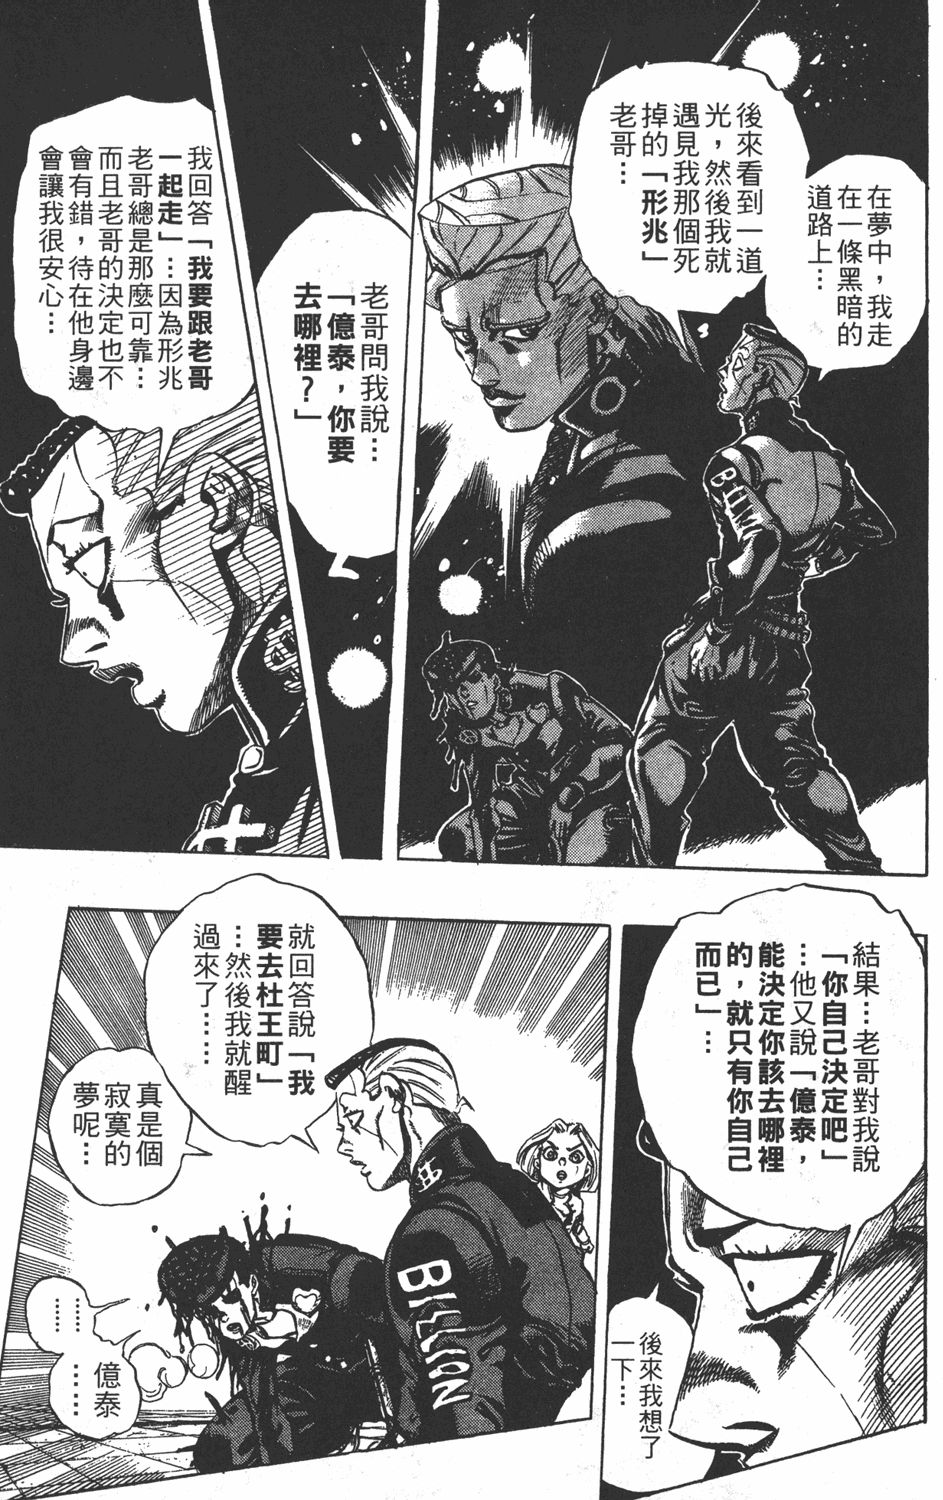 在夢中，我走
在一條黑暗的
道路上…
後來看到一道
光，然後我就
遇見我那個死
掉的「形兆」
老哥…
老哥問我說…
「億泰，你要
去哪裡？」
我回答「我要跟老哥
一起走」…因為形兆
老哥總是那麼可靠…
而且老哥的決定也不
會有錯，待在他身邊
會讓我很安心…
結果…老哥對我說
「你自己決定吧」
…他又說「億泰，
能決定你該去哪裡
的，就只有你自己
而已」…
後來我想了
一下…
就回答說「我
要去杜王町」
…然後我就醒
過來了……
真是個
寂寞的
夢呢…
億泰
……
……
BILLION
BILLION